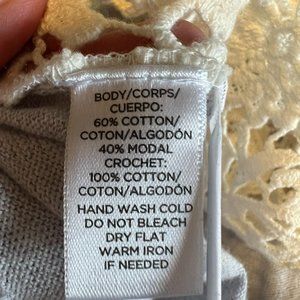 BODY/CORPS/
CUERPO:
60% COTTON/
COTON/ALGODÓN
40% MODAL
CROCHET:
100% COTTON/
COTON/ALGODÓN
HAND WASH COLD
DO NOT BLEACH
DRY FLAT
WARM IRON
IF NEEDED